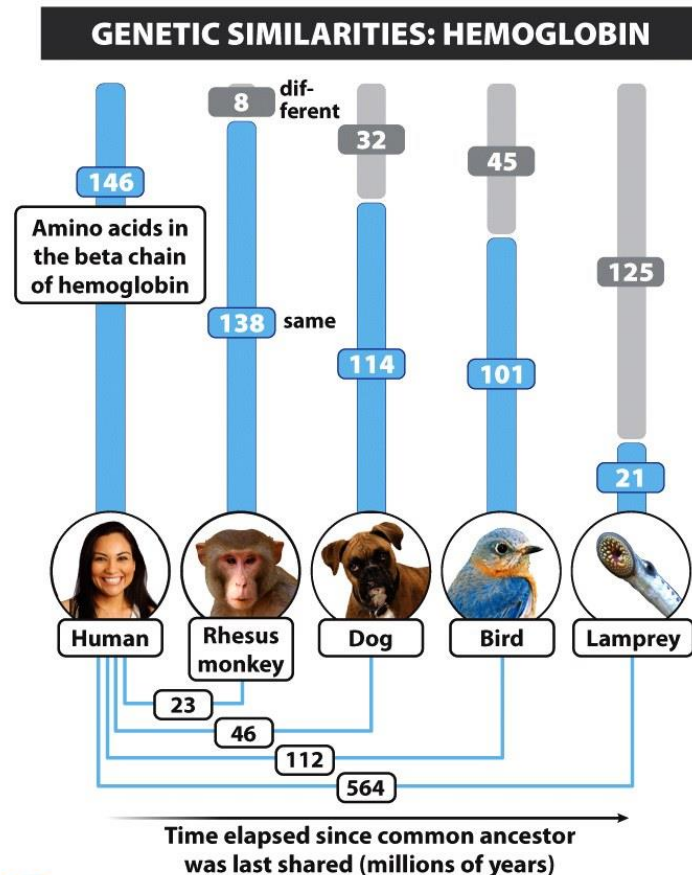 GENETIC SIMILARITIES: HEMOGLOBIN
8
dif-
ferent
32
45
146
125
Amino acids in
the beta chain
of hemoglobin
138
same
114
101
21
Human
Rhesus
monkey
Dog
Bird
Lamprey
23
46
112
564
Time elapsed since common ancestor
was last shared (millions of years)